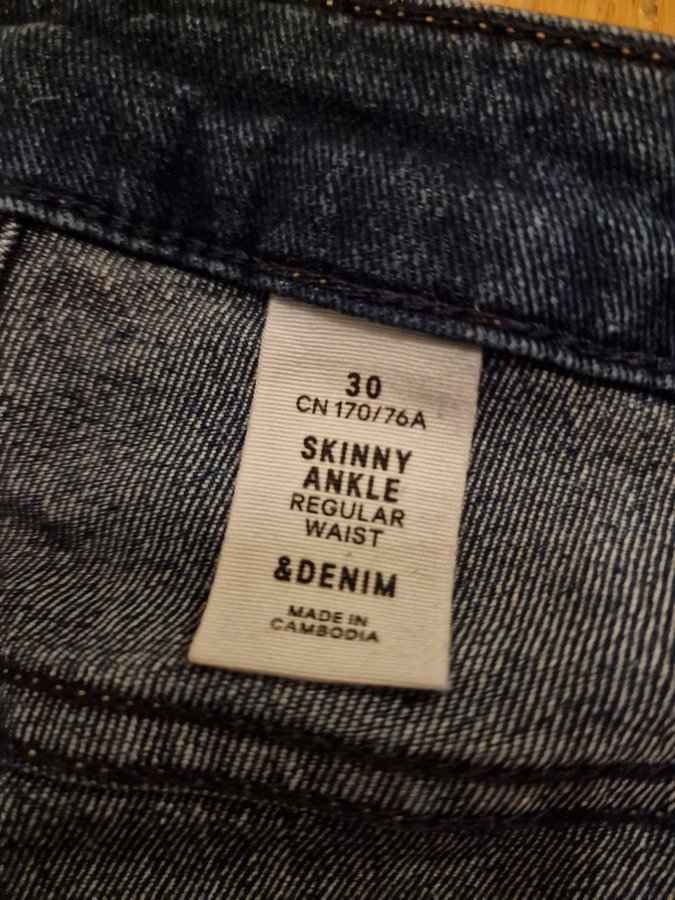 30
CN 170/76A
SKINNY
ANKLE
REGULAR
WAIST
&DENIM
MADE IN
CAMBODIA